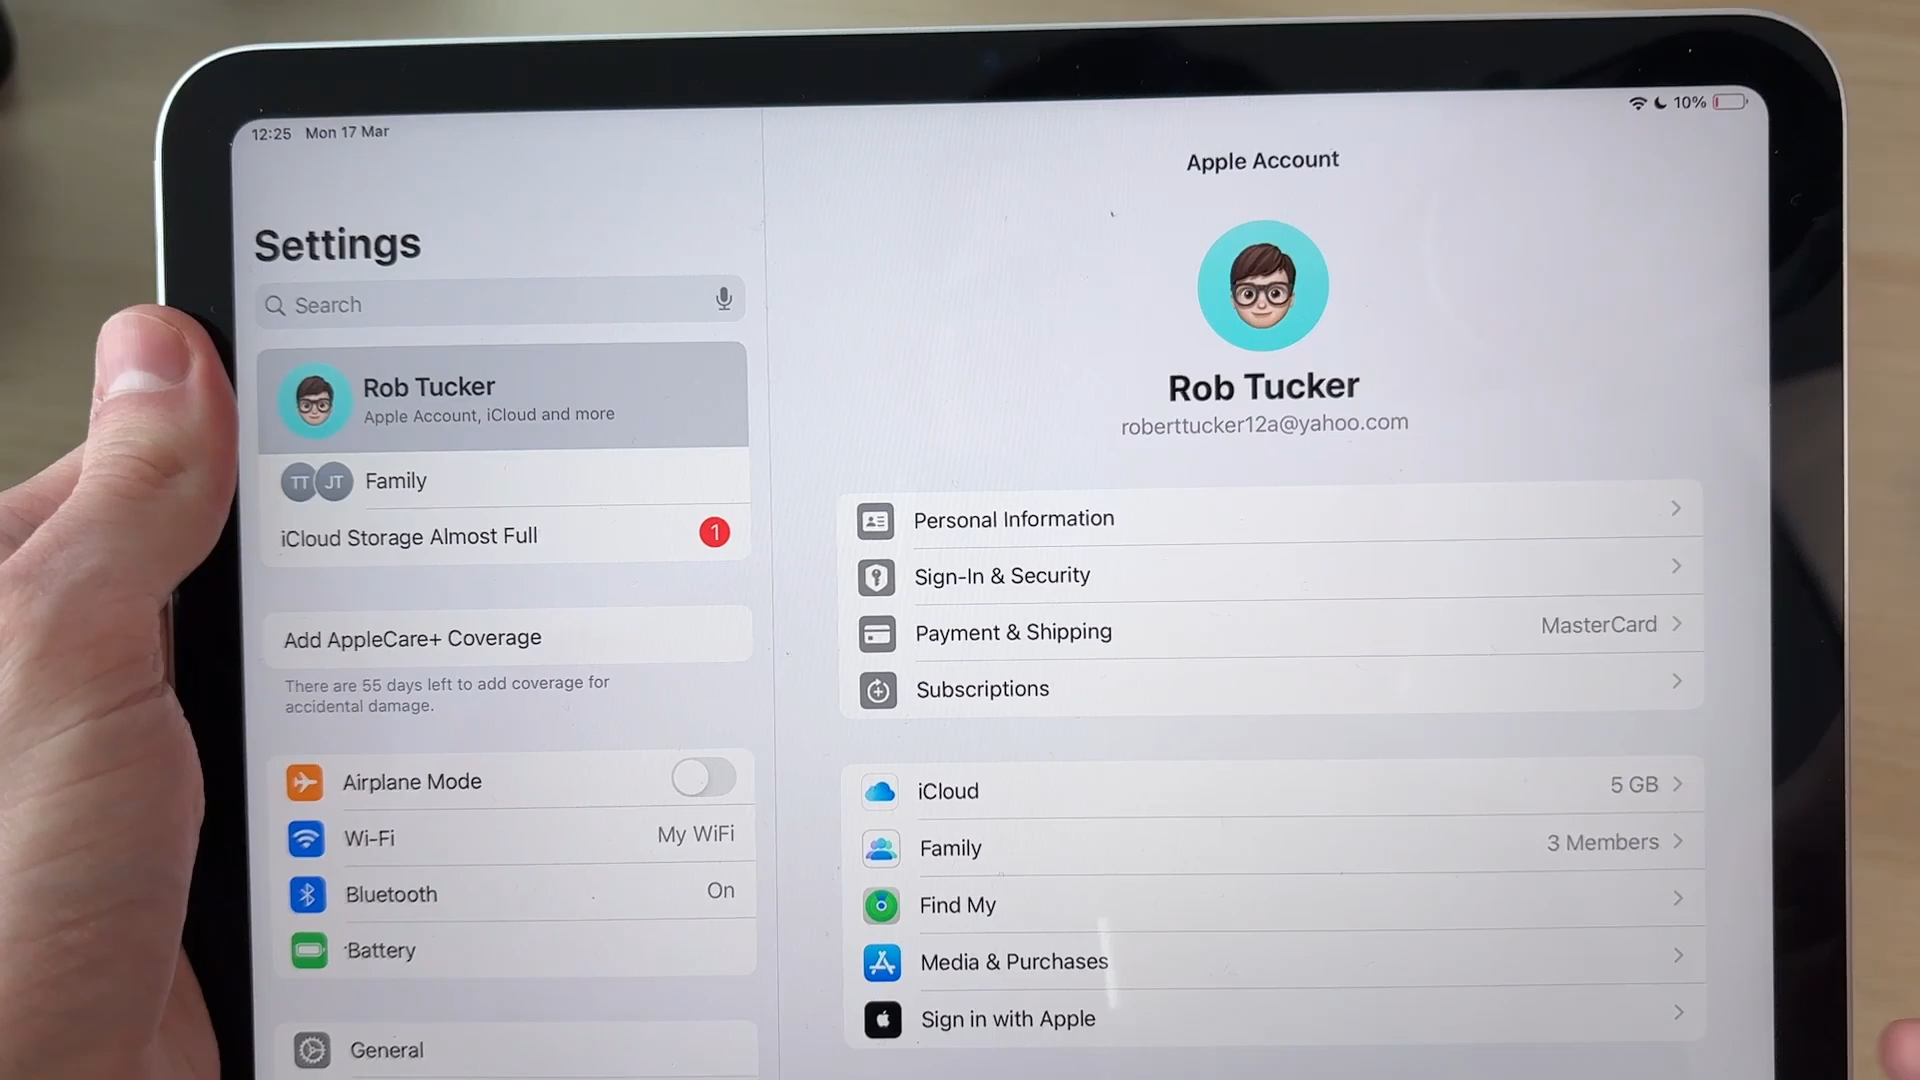 12:25 Mon 17 Mar
10%
Settings
Search
Rob Tucker
Apple Account, iCloud and more
TT JT Family
iCloud Storage Almost Full 1
Add AppleCare+ Coverage
There are 55 days left to add coverage for
accidental damage.
Airplane Mode
Wi-Fi My WiFi
Bluetooth On
Battery
General
Apple Account
Rob Tucker
roberttucker12a@yahoo.com
Personal Information
Sign-In & Security
Payment & Shipping MasterCard
Subscriptions
iCloud 5 GB
Family 3 Members
Find My
Media & Purchases
Sign in with Apple